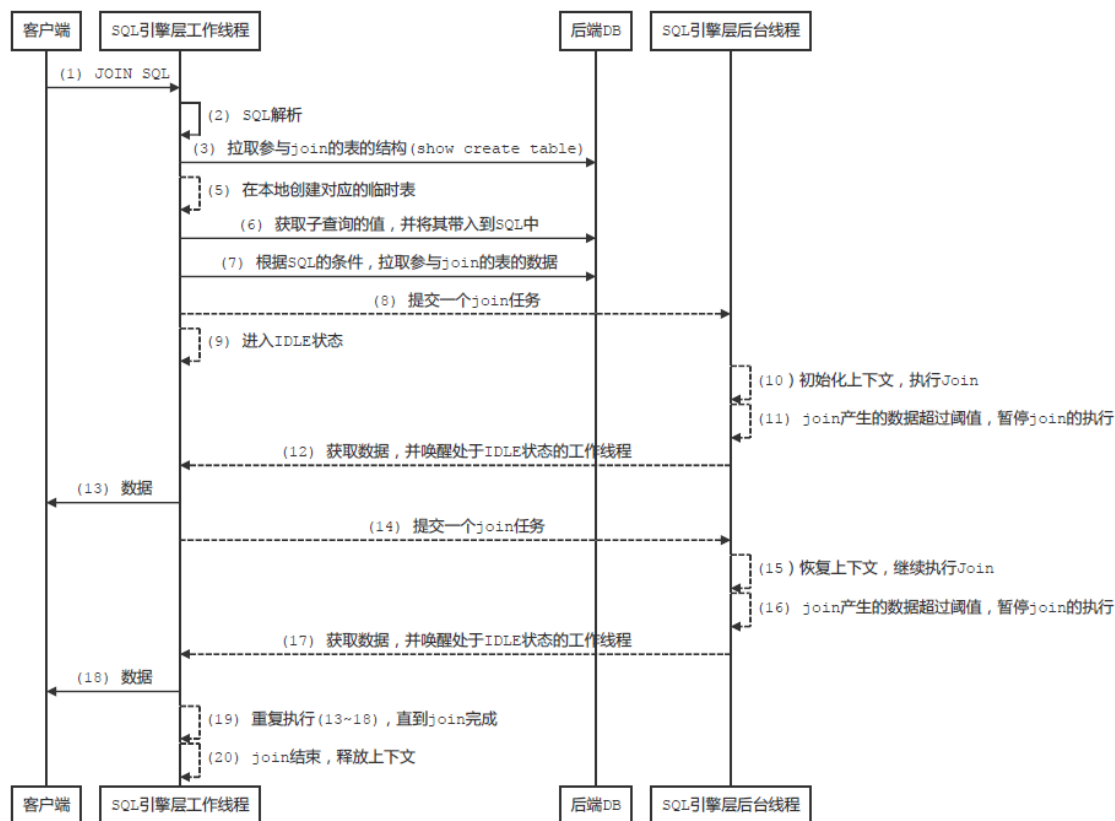 客户端
SQL引擎层工作线程
后端DB
SQL引擎层后台线程
(1) JOIN SQL
(2) SQL解析
(3) 拉取参与join的表的结构(show create table)
(5) 在本地创建对应的临时表
(6) 获取子查询的值，并将其带入到SQL中
(7) 根据SQL的条件，拉取参与join的表的数据
(8) 提交一个join任务
(9) 进入IDLE状态
(10）初始化上下文，执行Join
(11) join产生的数据超过阈值，暂停join的执行
(12) 获取数据，并唤醒处于IDLE状态的工作线程
(13) 数据
(14) 提交一个join任务
(15）恢复上下文，继续执行Join
(16) join产生的数据超过阈值，暂停join的执行
(17) 获取数据，并唤醒处于IDLE状态的工作线程
(18) 数据
(19) 重复执行(13~18)，直到join完成
(20) join结束，释放上下文
客户端
SQL引擎层工作线程
后端DB
SQL引擎层后台线程